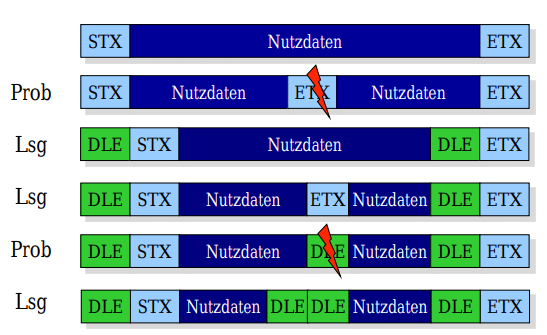 STX Nutzdaten ETX
Prob STX Nutzdaten ETX Nutzdaten ETX
Lsg DLE STX Nutzdaten DLE ETX
Lsg DLE STX Nutzdaten ETX Nutzdaten DLE ETX
Prob DLE STX Nutzdaten DLE Nutzdaten DLE ETX
Lsg DLE STX Nutzdaten DLE DLE Nutzdaten DLE ETX